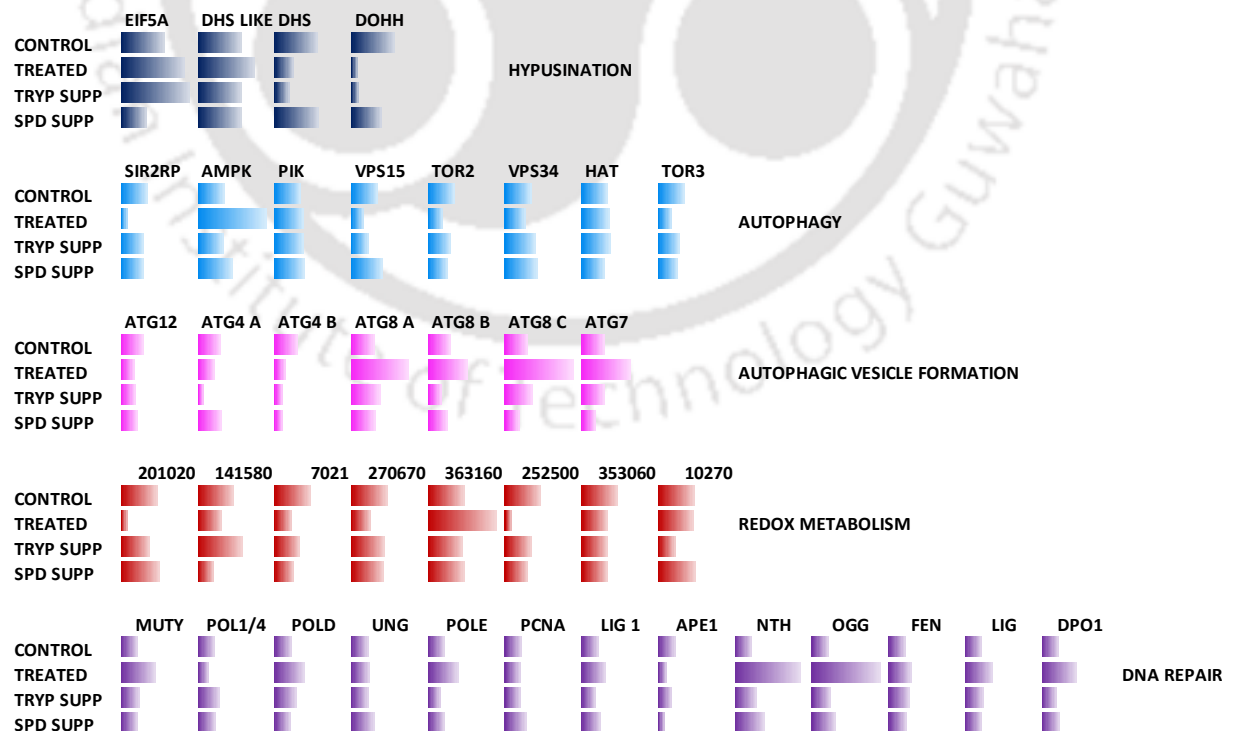 EIF5A DHS LIKE DHS DOHH
CONTROL
TREATED HYPUSINATION
TRYP SUPP
SPD SUPP
SIR2RP AMPK PIK VPS15 TOR2 VPS34 HAT TOR3
CONTROL
TREATED AUTOPHAGY
TRYP SUPP
SPD SUPP
ATG12 ATG4 A ATG4 B ATG8 A ATG8 B ATG8 C ATG7
CONTROL
TREATED AUTOPHAGIC VESICLE FORMATION
TRYP SUPP
SPD SUPP
201020 141580 7021 270670 363160 252500 353060 10270
CONTROL
TREATED REDOX METABOLISM
TRYP SUPP
SPD SUPP
MUTY POL1/4 POLD UNG POLE PCNA LIG 1 APE1 NTH OGG FEN LIG DPO1
CONTROL
TREATED DNA REPAIR
TRYP SUPP
SPD SUPP
Institute of Technology Guwaha